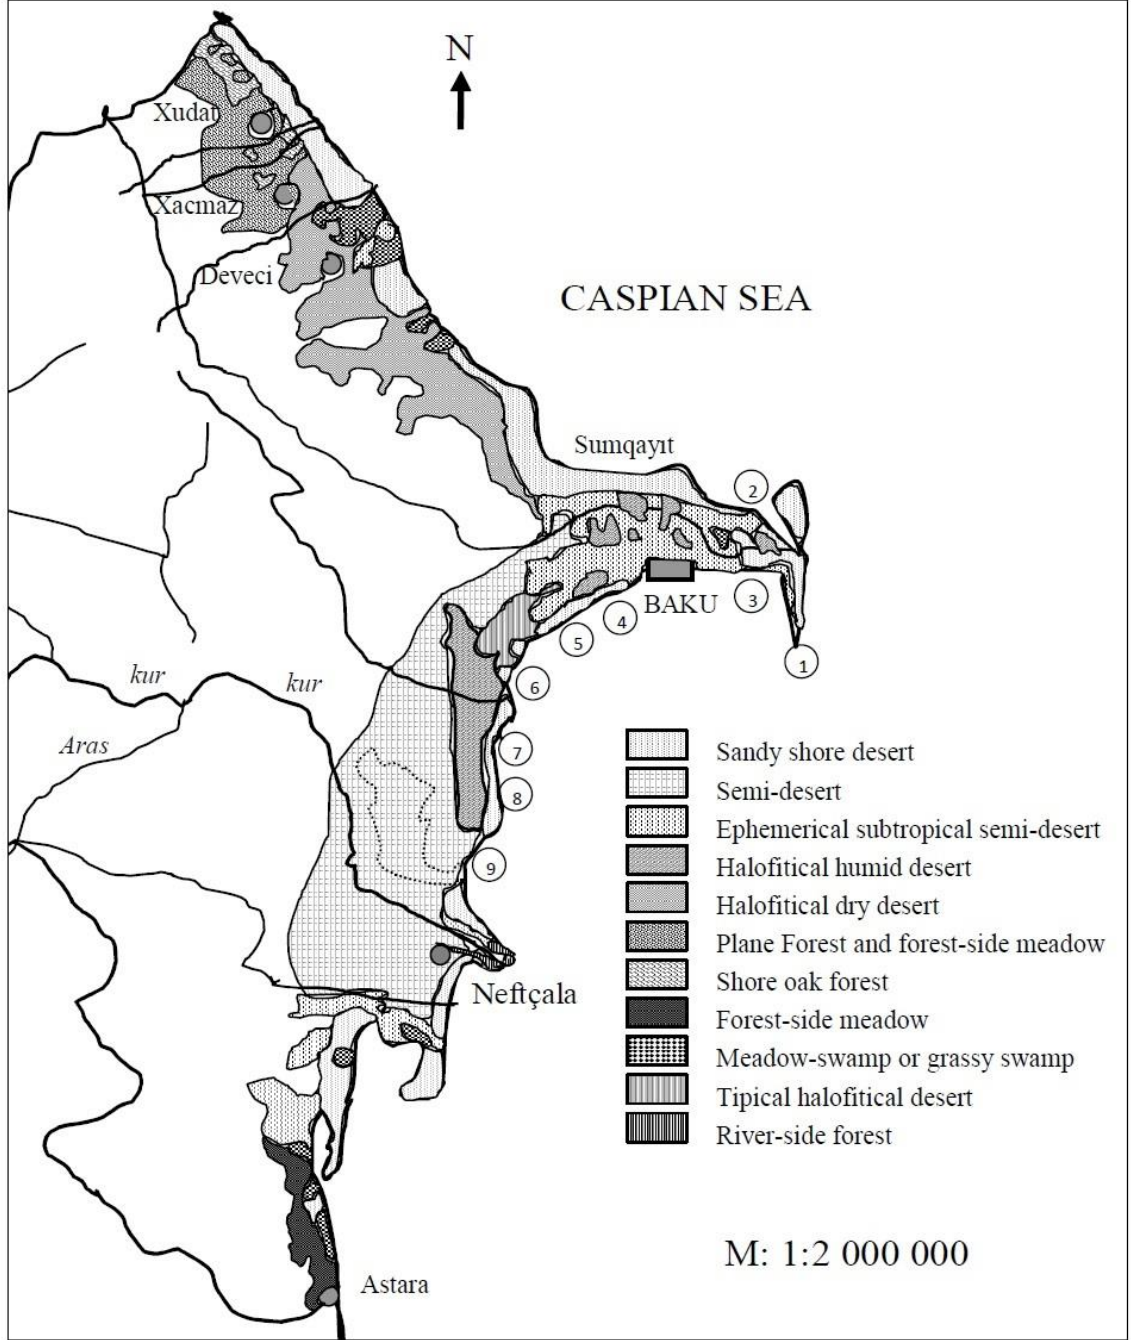 N
Xudat
Xacmaz
Deveci
CASPIAN SEA
Sumqayıt
2
BAKU
3
4
5
1
6
kur
kur
Aras
7
8
9
Neftçala
Astara
Sandy shore desert
Semi-desert
Ephemerical subtropical semi-desert
Halofitical humid desert
Halofitical dry desert
Plane Forest and forest-side meadow
Shore oak forest
Forest-side meadow
Meadow-swamp or grassy swamp
Tipical halofitical desert
River-side forest
M: 1:2 000 000